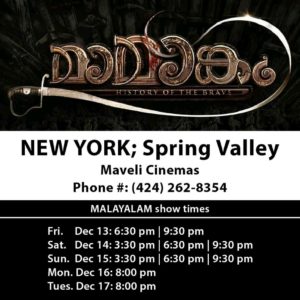 മാമാങ്കം
HISTORY OF THE BRAVE
NEW YORK; Spring Valley
Maveli Cinemas
Phone #: (424) 262-8354
MALAYALAM show times
Fri. Dec 13: 6:30 pm | 9:30 pm
Sat. Dec 14: 3:30 pm | 6:30 pm | 9:30 pm
Sun. Dec 15: 3:30 pm | 6:30 pm | 9:30 pm
Mon. Dec 16: 8:00 pm
Tues. Dec 17: 8:00 pm